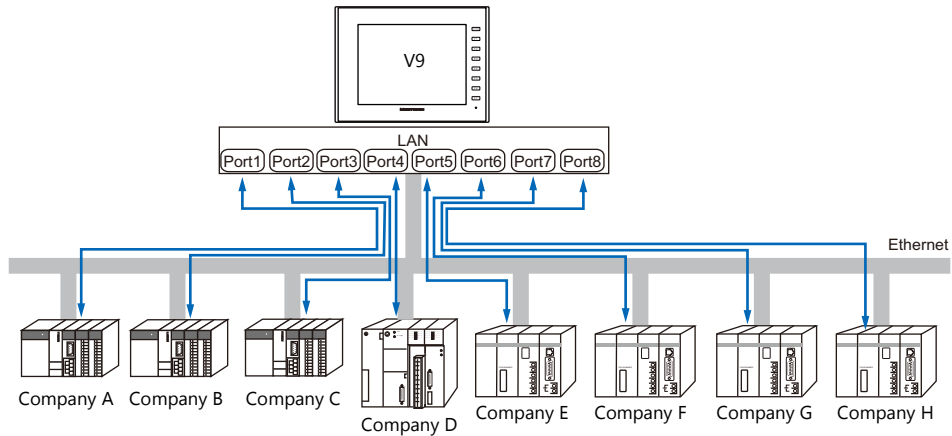 V9
LAN
Port1 Port2 Port3 Port4 Port5 Port6 Port7 Port8
Ethernet
Company A Company B Company C Company D Company E Company F Company G Company H